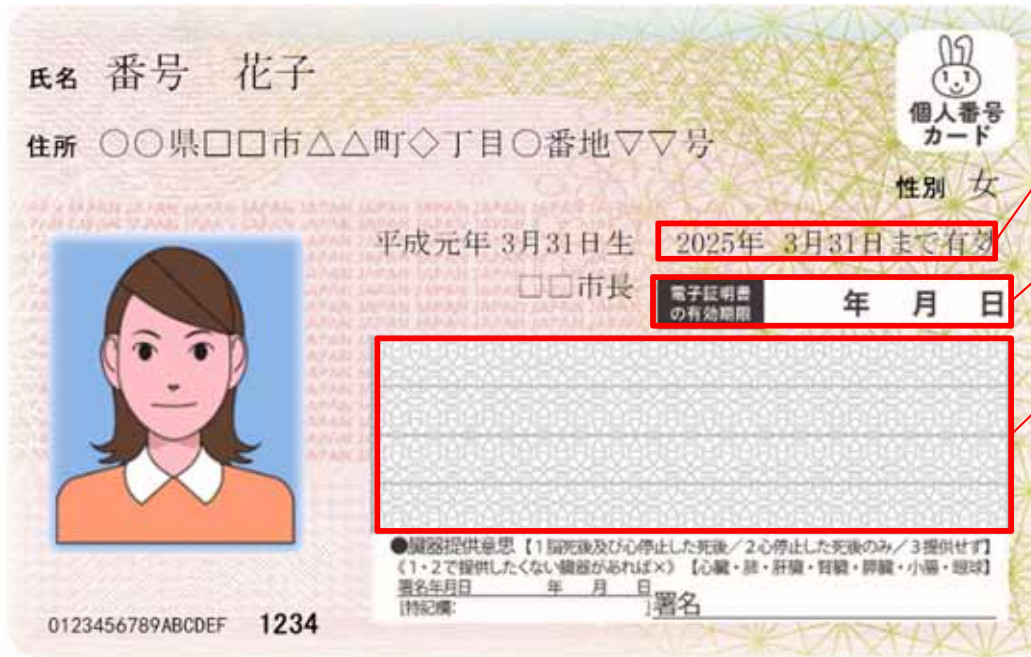 氏名 番号 花子
住所 ○○県□□市△△町◇丁目○番地▽▽号
個人番号
カード
性別 女
平成元年 3月31日生 2025年 3月31日まで有効
□□市長 電子証明書の有効期限 年 月 日
●臓器提供意思【1脳死後及び心停止した死後/2心停止した死後のみ/3提供せず】
《1・2で提供したくない臓器があれば×》【心臓・肺・肝臓・腎臓・膵臓・小腸・眼球】
署名年月日 年 月 日
[特記欄: ] 署名
0123456789ABCDEF 1234